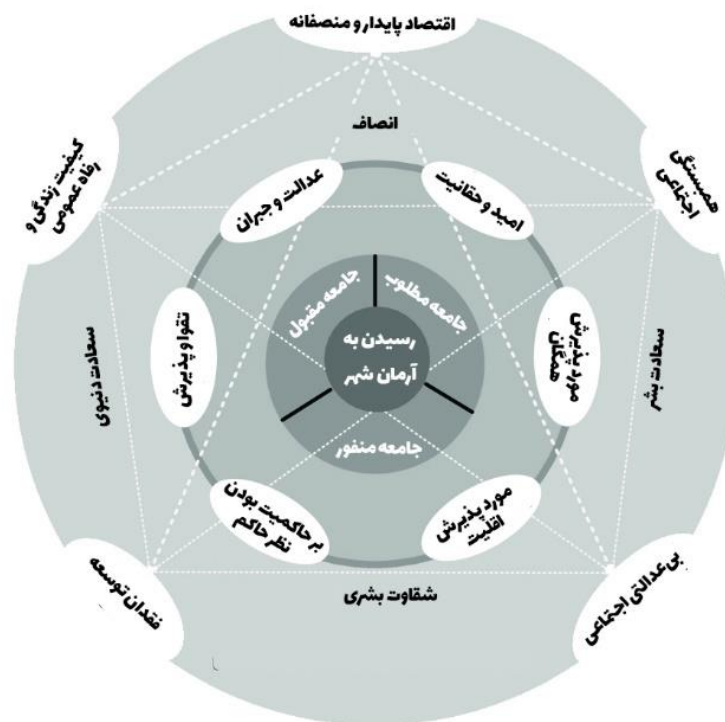 اقتصاد پایدار و منصفانه
همبستگی
اجتماعی
کیفیت زندگی و
رفاه عمومی
انصاف
امید و حقانیت
عدالت و جبران
جامعه مطلوب
جامعه مقبول
رسیدن به
آرمان شهر
جامعه منفور
مورد پذیرش
همگان
تقوا و پذیرش
سعادت بشر
سعادت دنیوی
مورد پذیرش
اقلیت
بر حاکمیت بودن
نظر حاکم
شقاوت بشری
بی‌عدالتی اجتماعی
فقدان توسعه